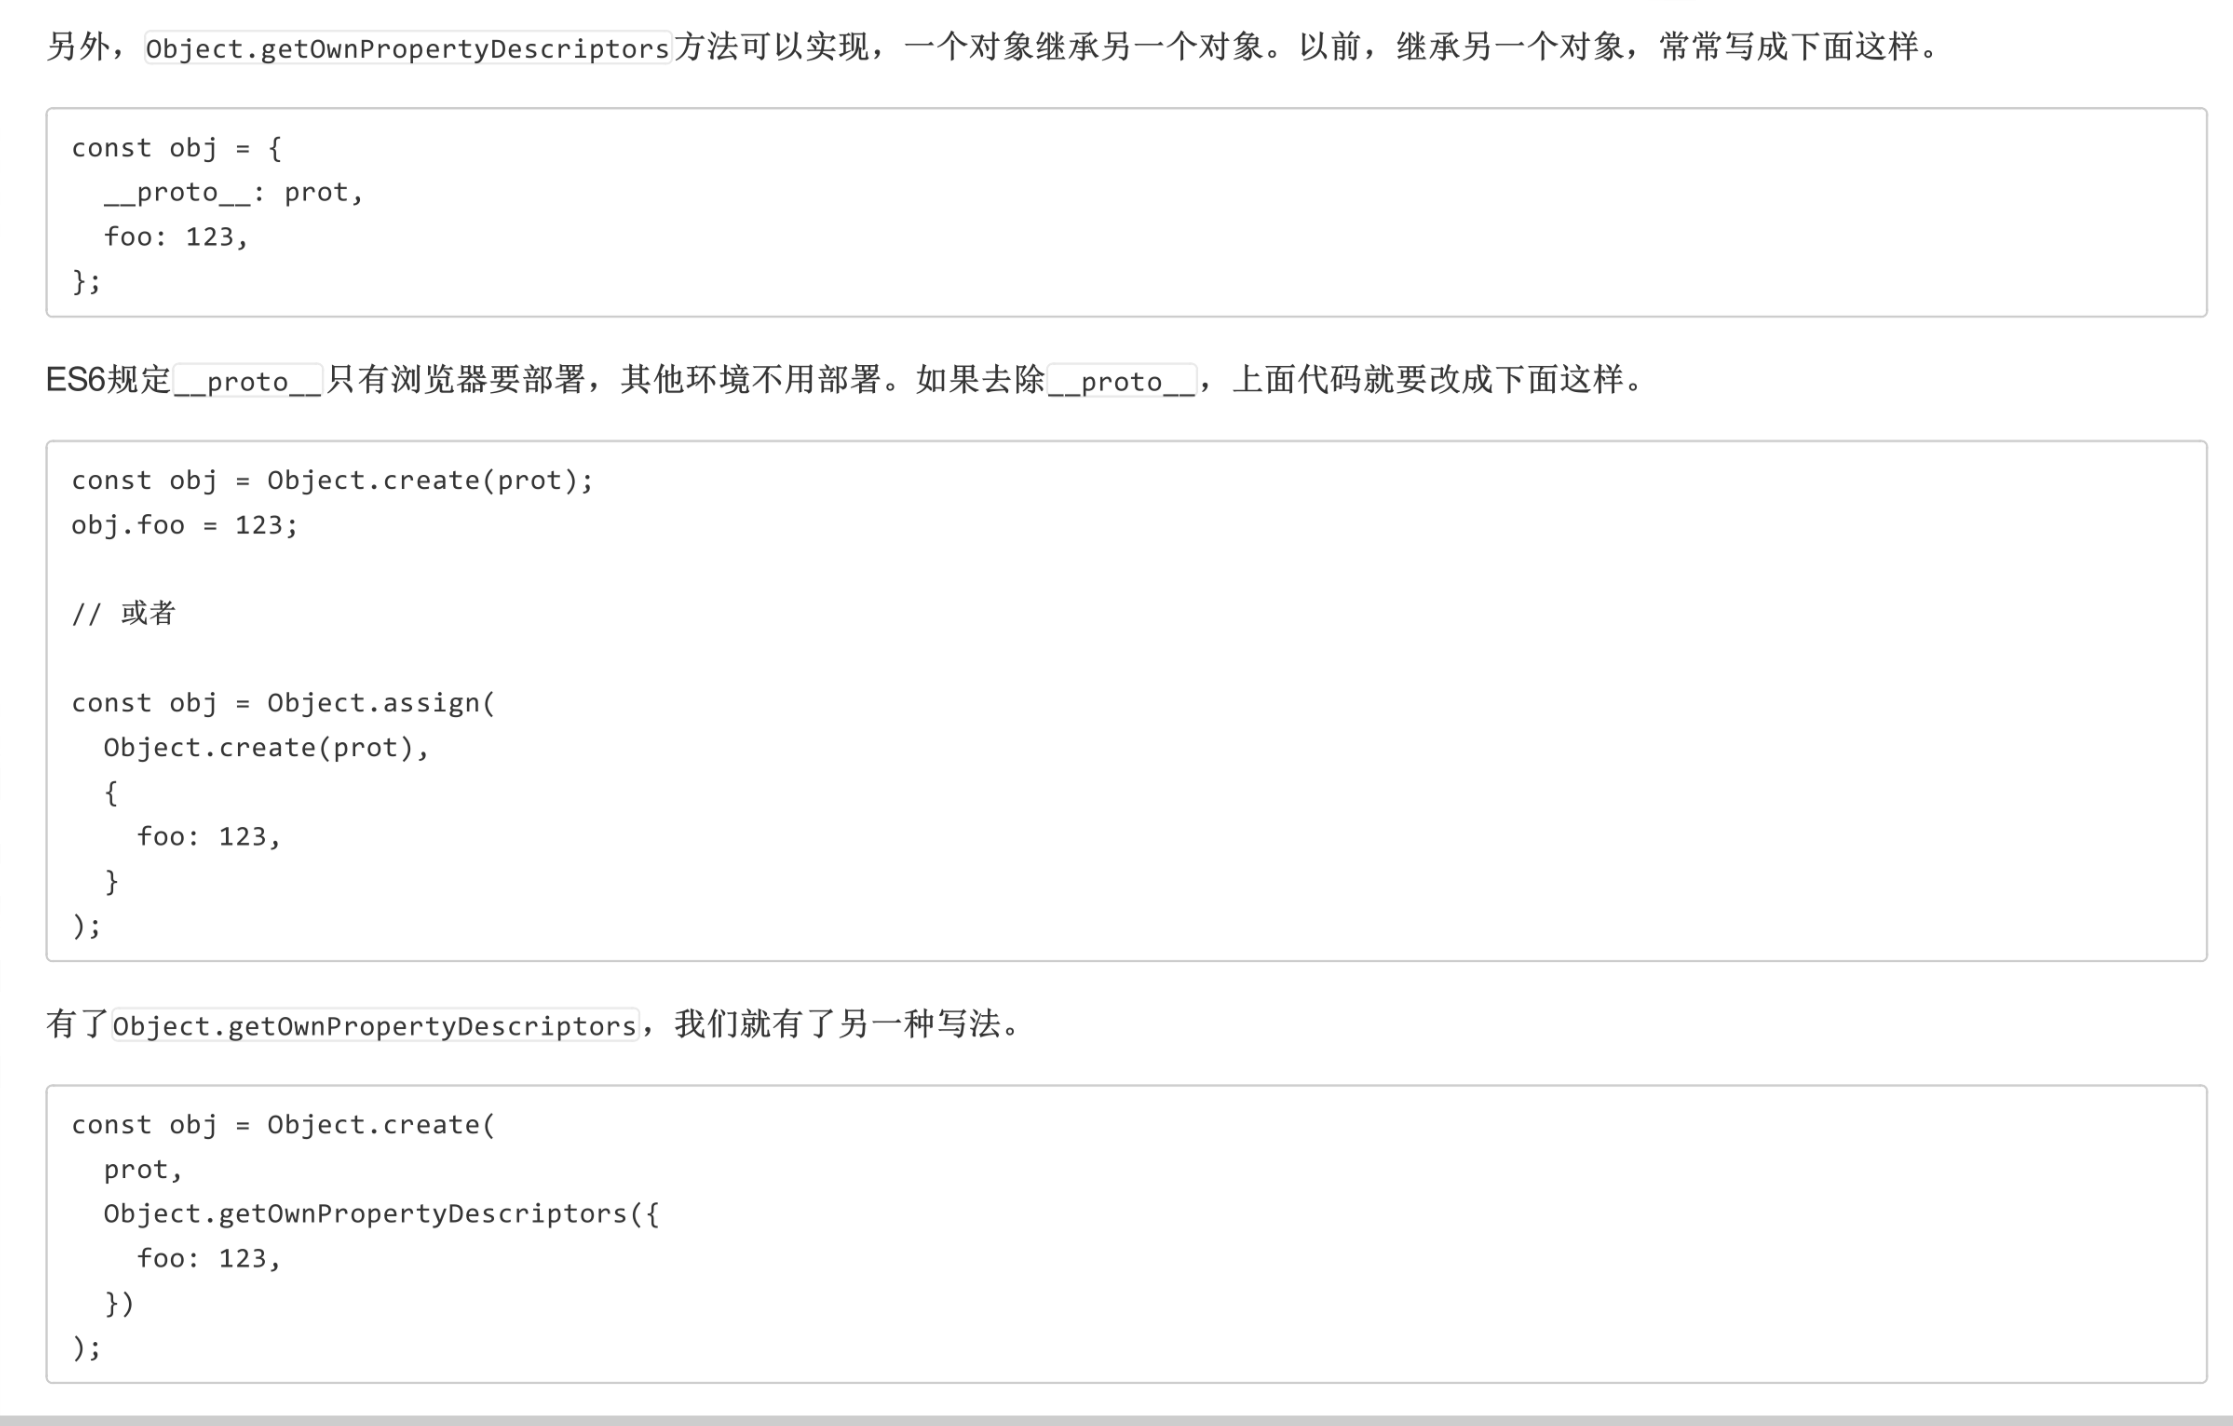 另外，Object.getOwnPropertyDescriptors方法可以实现，一个对象继承另一个对象。以前，继承另一个对象，常常写成下面这样。
const obj = {
  __proto__: prot,
  foo: 123,
};
ES6规定__proto__只有浏览器要部署，其他环境不用部署。如果去除__proto__，上面代码就要改成下面这样。
const obj = Object.create(prot);
obj.foo = 123;
// 或者
const obj = Object.assign(
  Object.create(prot),
  {
    foo: 123,
  }
);
有了Object.getOwnPropertyDescriptors，我们就有了另一种写法。
const obj = Object.create(
  prot,
  Object.getOwnPropertyDescriptors({
    foo: 123,
  })
);